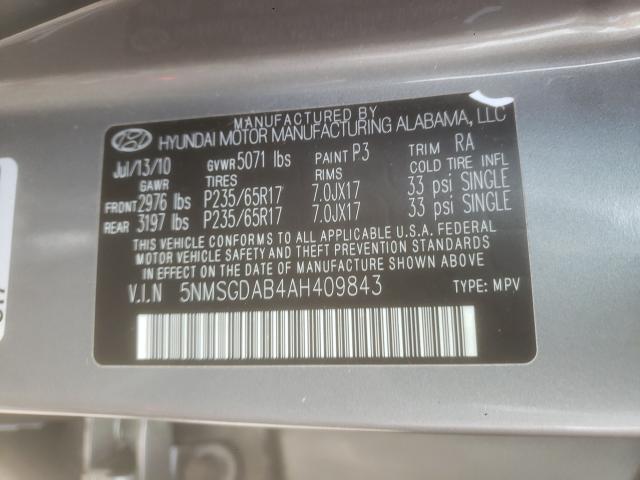 MANUFACTURED BY
HYUNDAI MOTOR MANUFACTURING ALABAMA, LLC
Jul/13/10 GVWR 5071 lbs PAINT P3 TRIM RA
GAWR TIRES RIMS COLD TIRE INFL
FRONT 2976 lbs P235/65R17 7.0JX17 33 psi SINGLE
REAR 3197 lbs P235/65R17 7.0JX17 33 psi SINGLE
THIS VEHICLE CONFORMS TO ALL APPLICABLE U.S.A. FEDERAL
MOTOR VEHICLE SAFETY AND THEFT PREVENTION STANDARDS
IN EFFECT ON THE DATE OF MANUFACTURE SHOWN ABOVE
V.I.N 5NMSGDAB4AH409843 TYPE: MPV